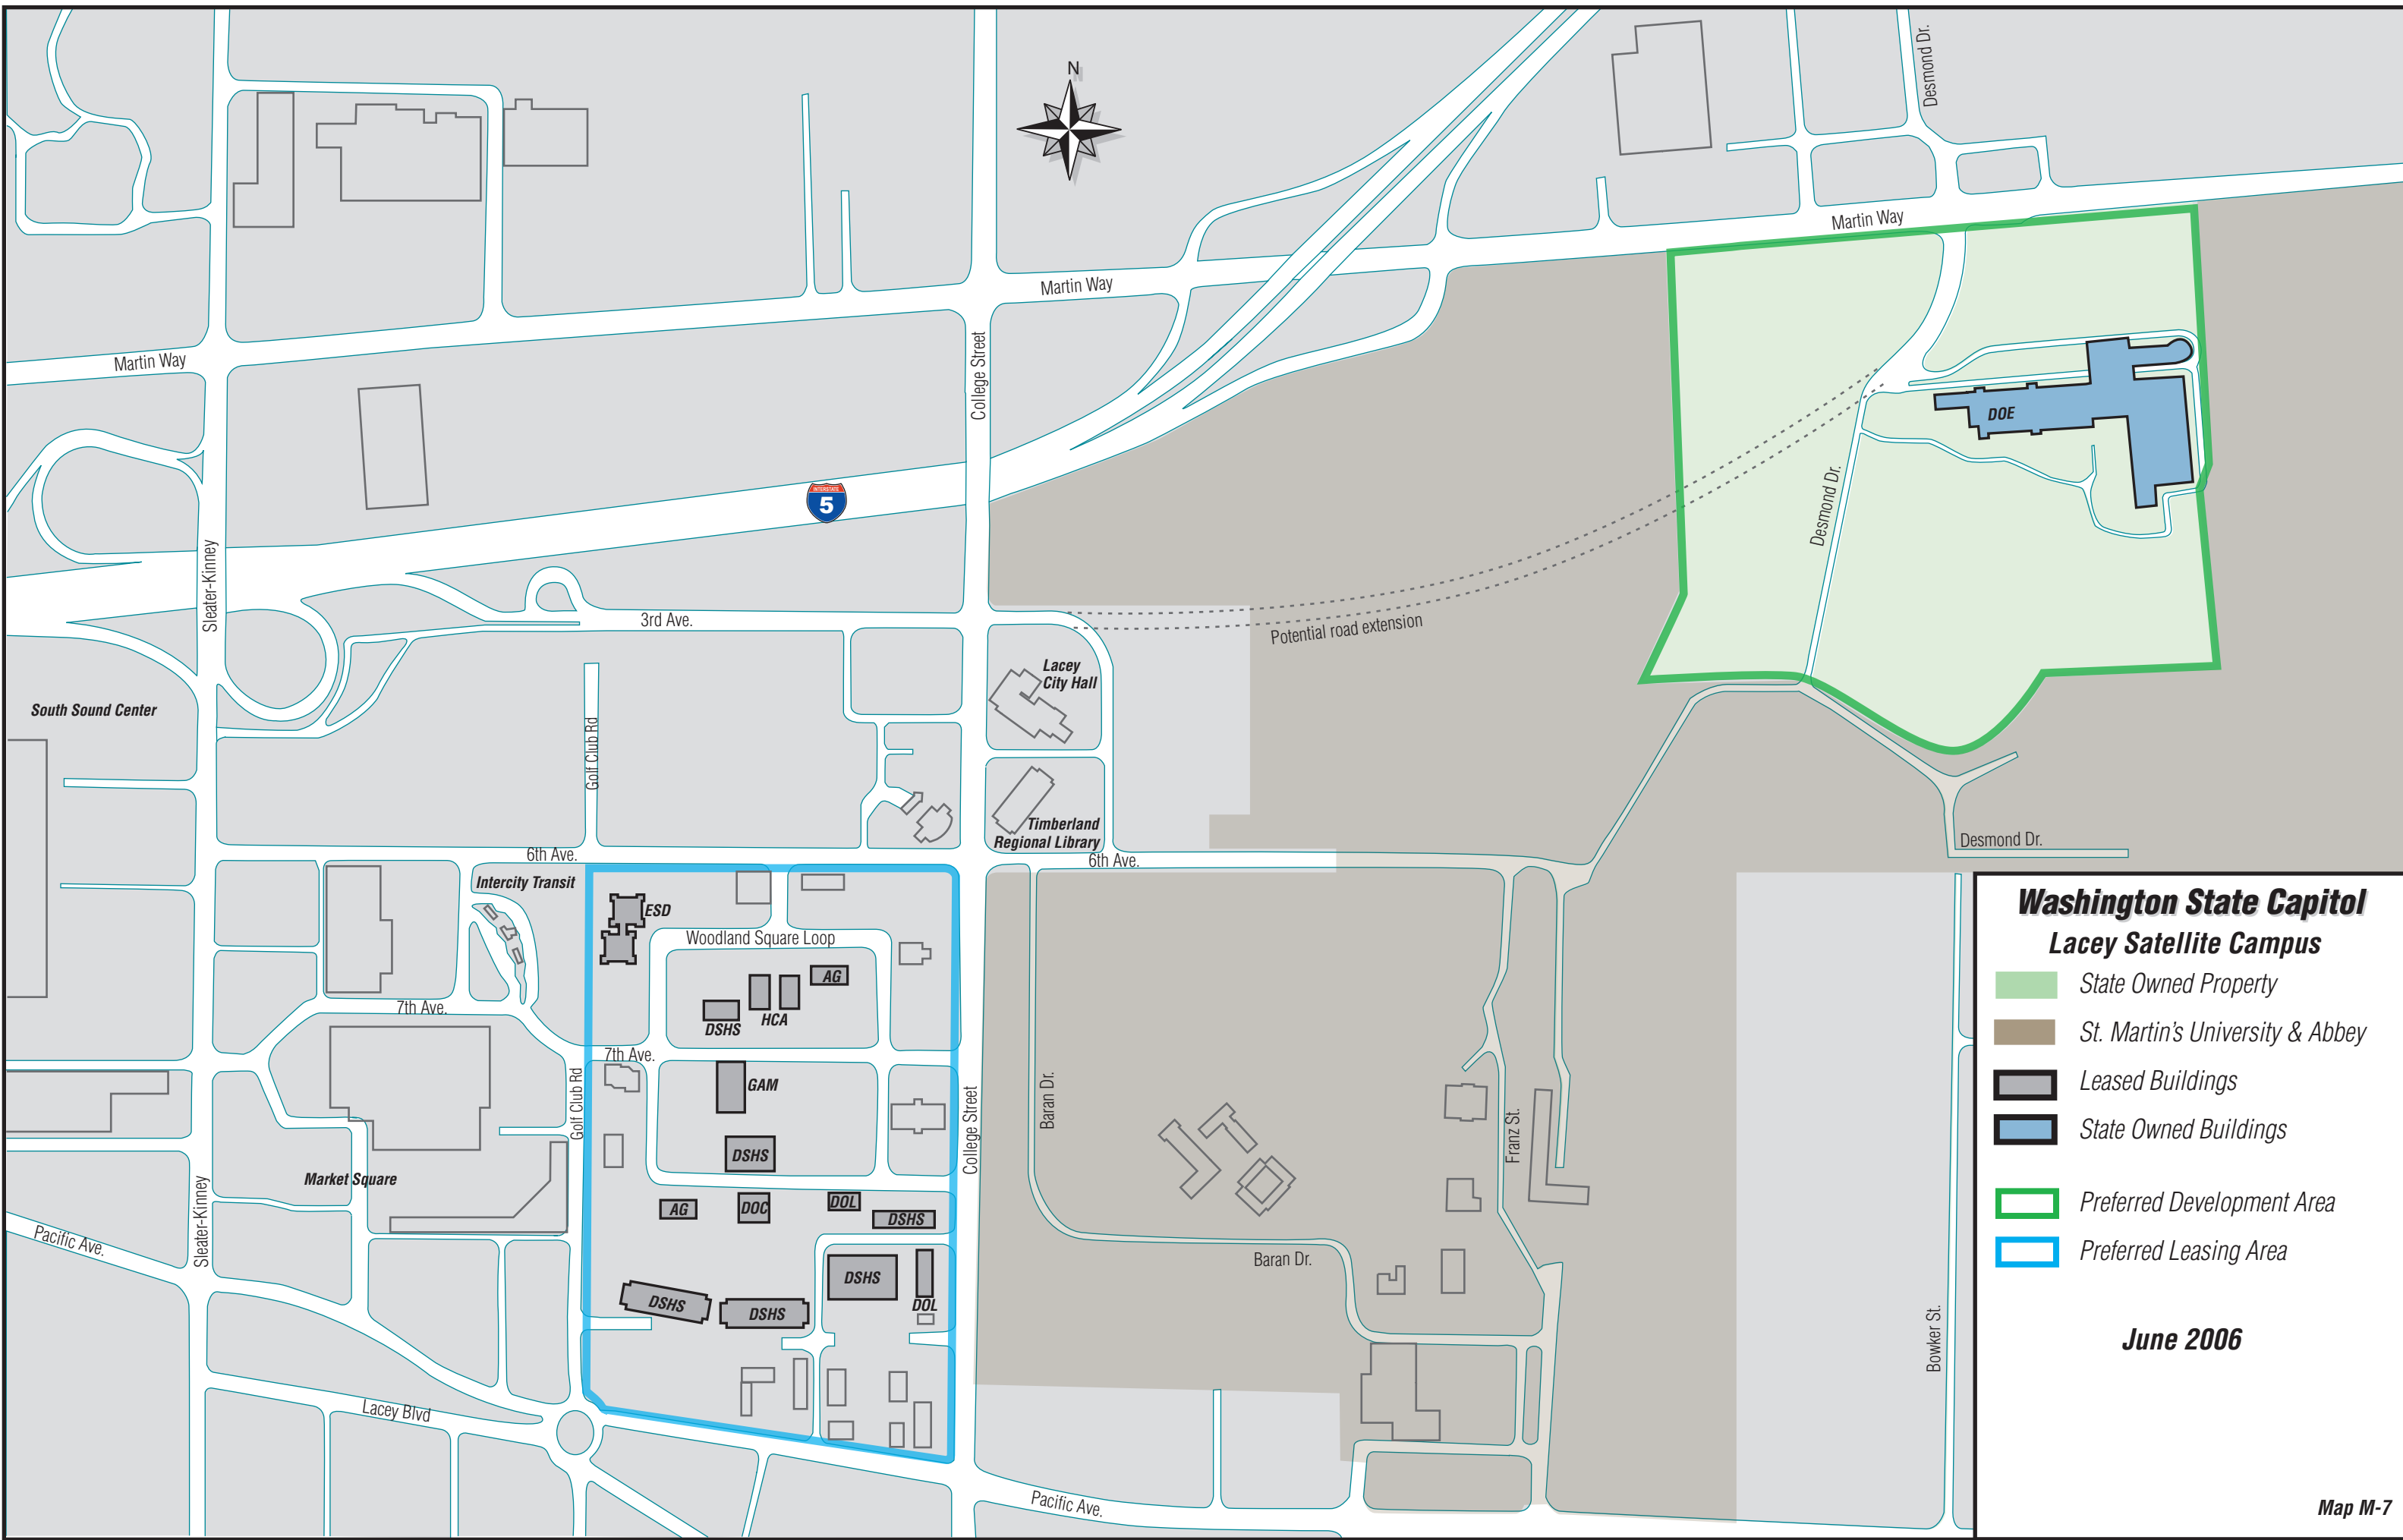 N
Desmond Dr.
Martin Way
Martin Way
Martin Way
College Street
INTERSTATE
5
DOE
Desmond Dr.
Sleater-Kinney
3rd Ave.
Potential road extension
Lacey
City Hall
South Sound Center
Golf Club Rd
Timberland
Regional Library
6th Ave.
6th Ave.
Desmond Dr.
Intercity Transit
ESD
Woodland Square Loop
AG
HCA
DSHS
7th Ave.
7th Ave.
GAM
Golf Club Rd
College Street
Baran Dr.
Franz St.
DSHS
Market Square
Sleater-Kinney
AG
DOC
DOL
DSHS
Pacific Ave.
Baran Dr.
DSHS
DOL
DSHS
DSHS
Bowker St.
Lacey Blvd
Pacific Ave.
Washington State Capitol
Lacey Satellite Campus
State Owned Property
St. Martin's University & Abbey
Leased Buildings
State Owned Buildings
Preferred Development Area
Preferred Leasing Area
June 2006
Map M-7